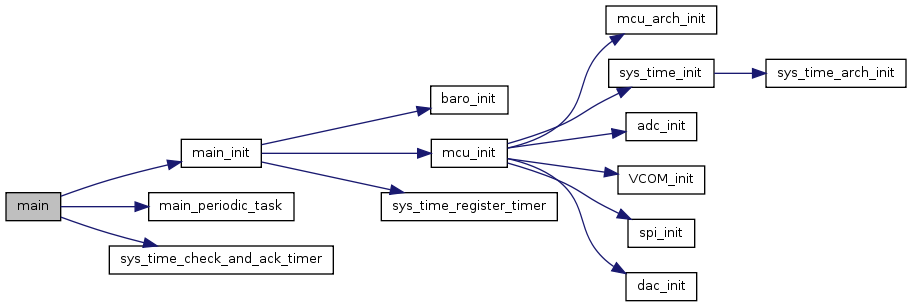 mcu_arch_init
sys_time_init
sys_time_arch_init
baro_init
adc_init
main_init
mcu_init
VCOM_init
main
main_periodic_task
sys_time_register_timer
spi_init
sys_time_check_and_ack_timer
dac_init